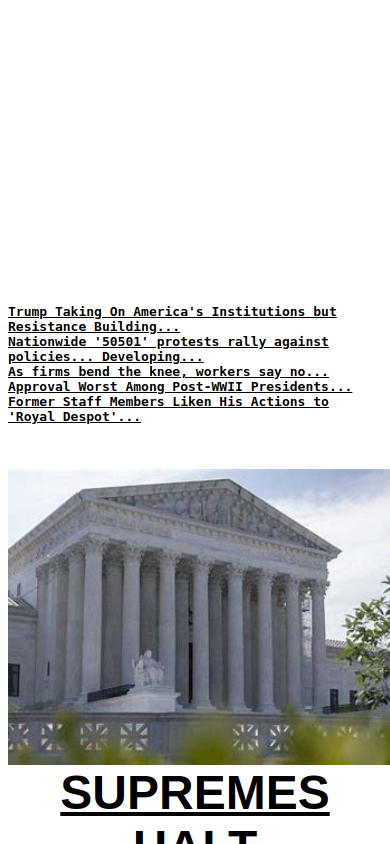 Trump Taking On America's Institutions but
Resistance Building...
Nationwide '50501' protests rally against
policies... Developing...
As firms bend the knee, workers say no...
Approval Worst Among Post-WWII Presidents...
Former Staff Members Liken His Actions to
'Royal Despot'...
SUPREMES
HALT